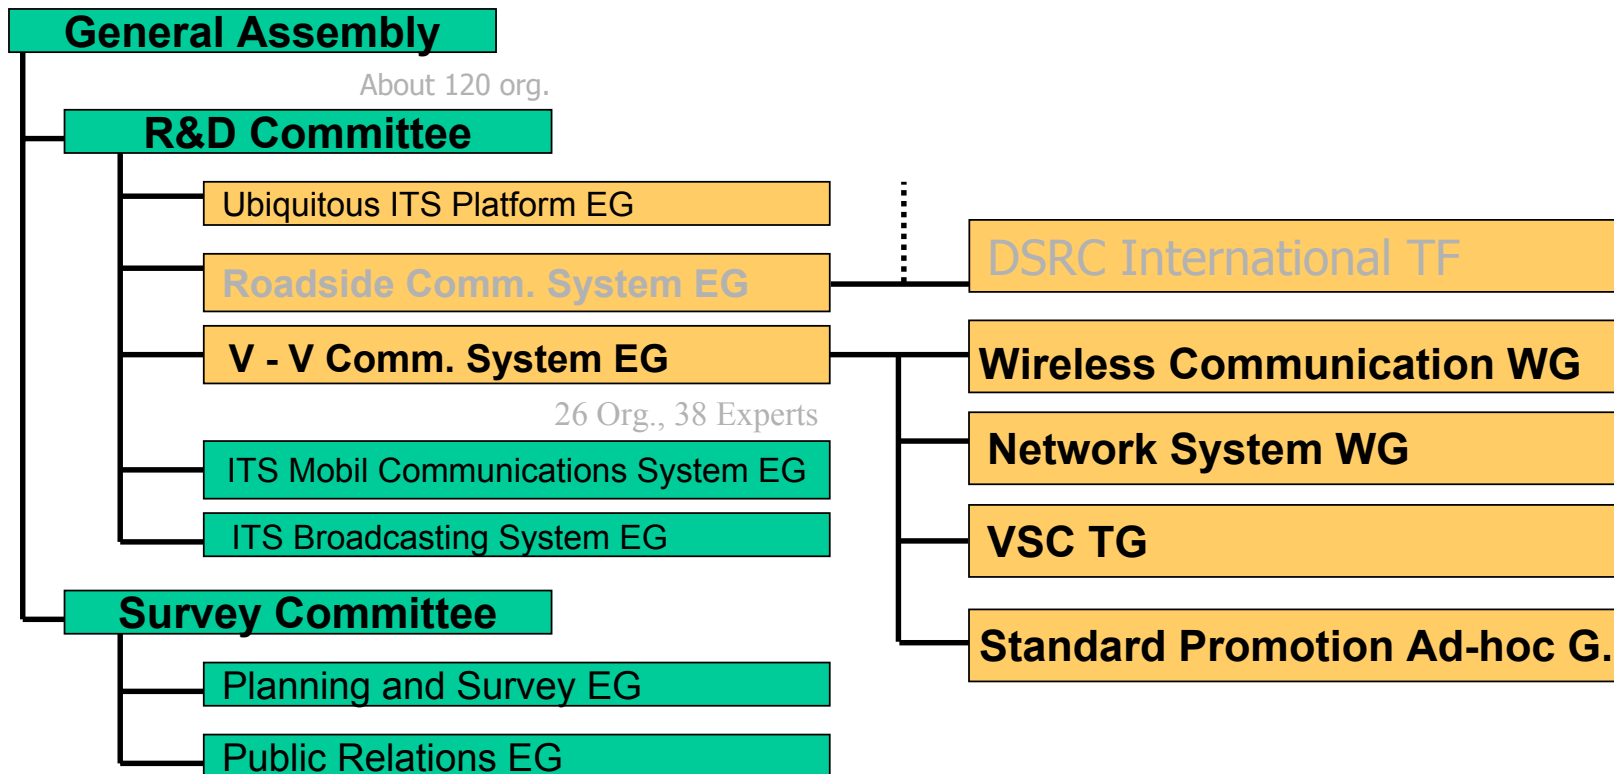 General Assembly
About 120 org.
R&D Committee
Ubiquitous ITS Platform EG
Roadside Comm. System EG
DSRC International TF
V - V Comm. System EG
Wireless Communication WG
26 Org., 38 Experts
Network System WG
ITS Mobil Communications System EG
ITS Broadcasting System EG
VSC TG
Survey Committee
Standard Promotion Ad-hoc G.
Planning and Survey EG
Public Relations EG